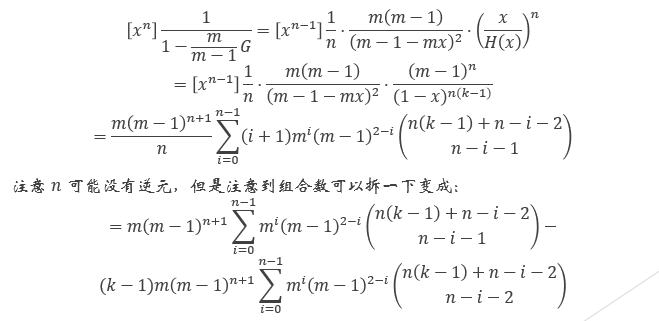 [xⁿ] \frac{1}{1 - \frac{m}{m-1}G} = [x^{n-1}] \frac{1}{n} \cdot \frac{m(m-1)}{(m-1-mx)^2} \cdot \left(\frac{x}{H(x)}\right)^n
= [x^{n-1}] \frac{1}{n} \cdot \frac{m(m-1)}{(m-1-mx)^2} \cdot \frac{(m-1)^n}{(1-x)^{n(k-1)}}
= \frac{m(m-1)^{n+1}}{n} \sum_{i=0}^{n-1} (i+1)m^i(m-1)^{2-i} \binom{n(k-1)+n-i-2}{n-i-1}
注意 n 可能没有逆元，但是注意到组合数可以拆一下变成：
= m(m-1)^{n+1} \sum_{i=0}^{n-1} m^i(m-1)^{2-i} \binom{n(k-1)+n-i-2}{n-i-1} -
(k-1)m(m-1)^{n+1} \sum_{i=0}^{n-1} m^i(m-1)^{2-i} \binom{n(k-1)+n-i-2}{n-i-2}